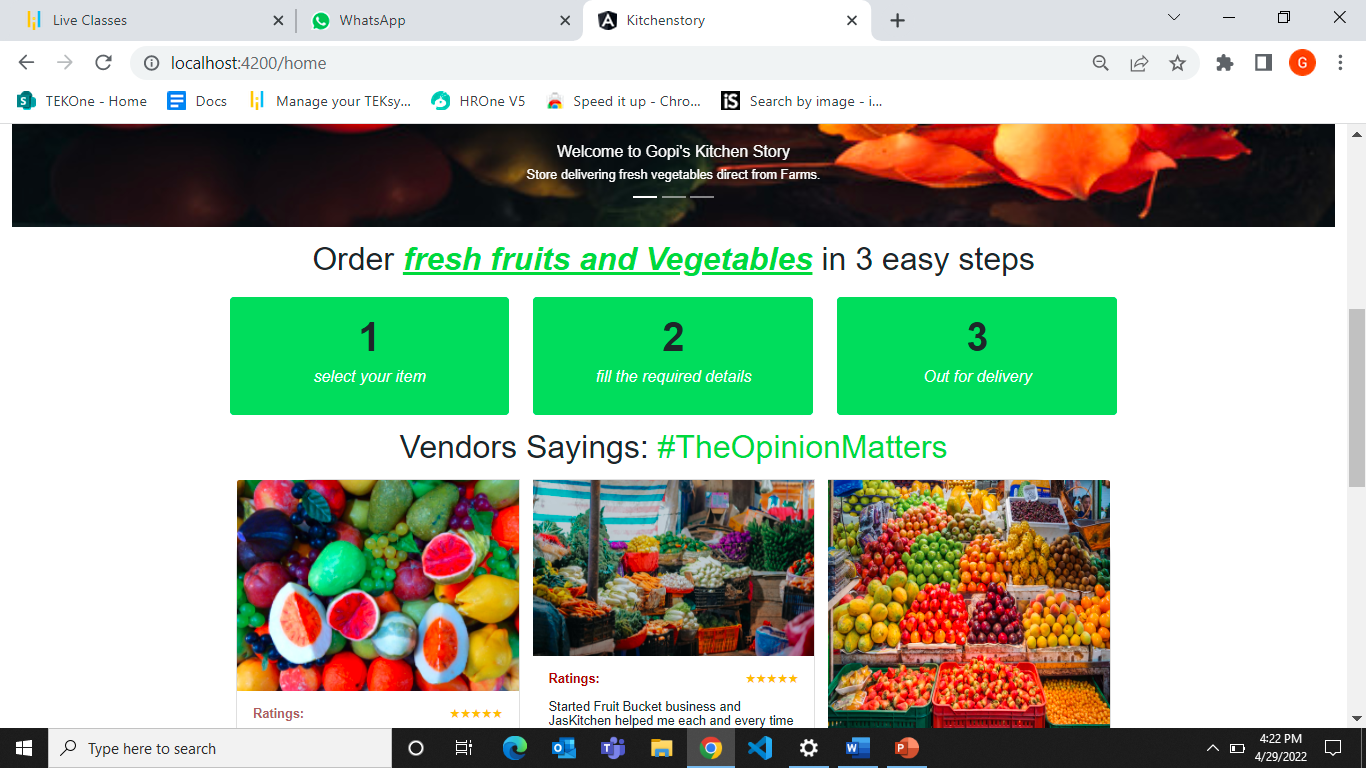 Live Classes
WhatsApp
Kitchenstory
localhost:4200/home
G
TEKOne - Home
Docs
Manage your TEKsy...
HROne V5
Speed it up - Chro...
iS
Search by image - i...
Welcome to Gopi's Kitchen Story
Store delivering fresh vegetables direct from Farms.
Order fresh fruits and Vegetables in 3 easy steps
1
select your item
2
fill the required details
3
Out for delivery
Vendors Sayings: #TheOpinionMatters
Ratings:
Ratings:
Started Fruit Bucket business and
JasKitchen helped me each and every time
Type here to search
4:22 PM
4/29/2022